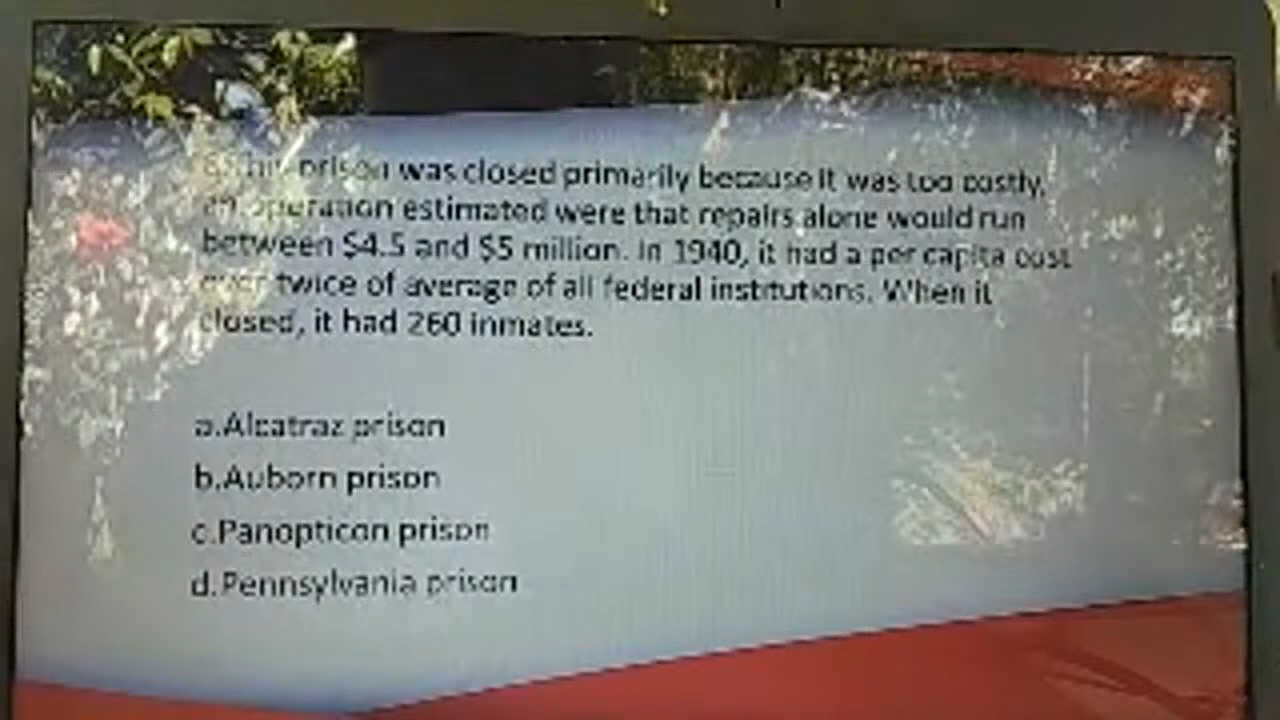 prison was closed primarily because it was too costly,
operation estimated were that repairs alone would run
between $4.5 and $5 million. In 1940, it had a per capita cost
over twice of average of all federal institutions. When it
closed, it had 260 inmates.
a.Alcatraz prison
b.Auborn prison
c.Panopticon prison
d.Pennsylvania prison